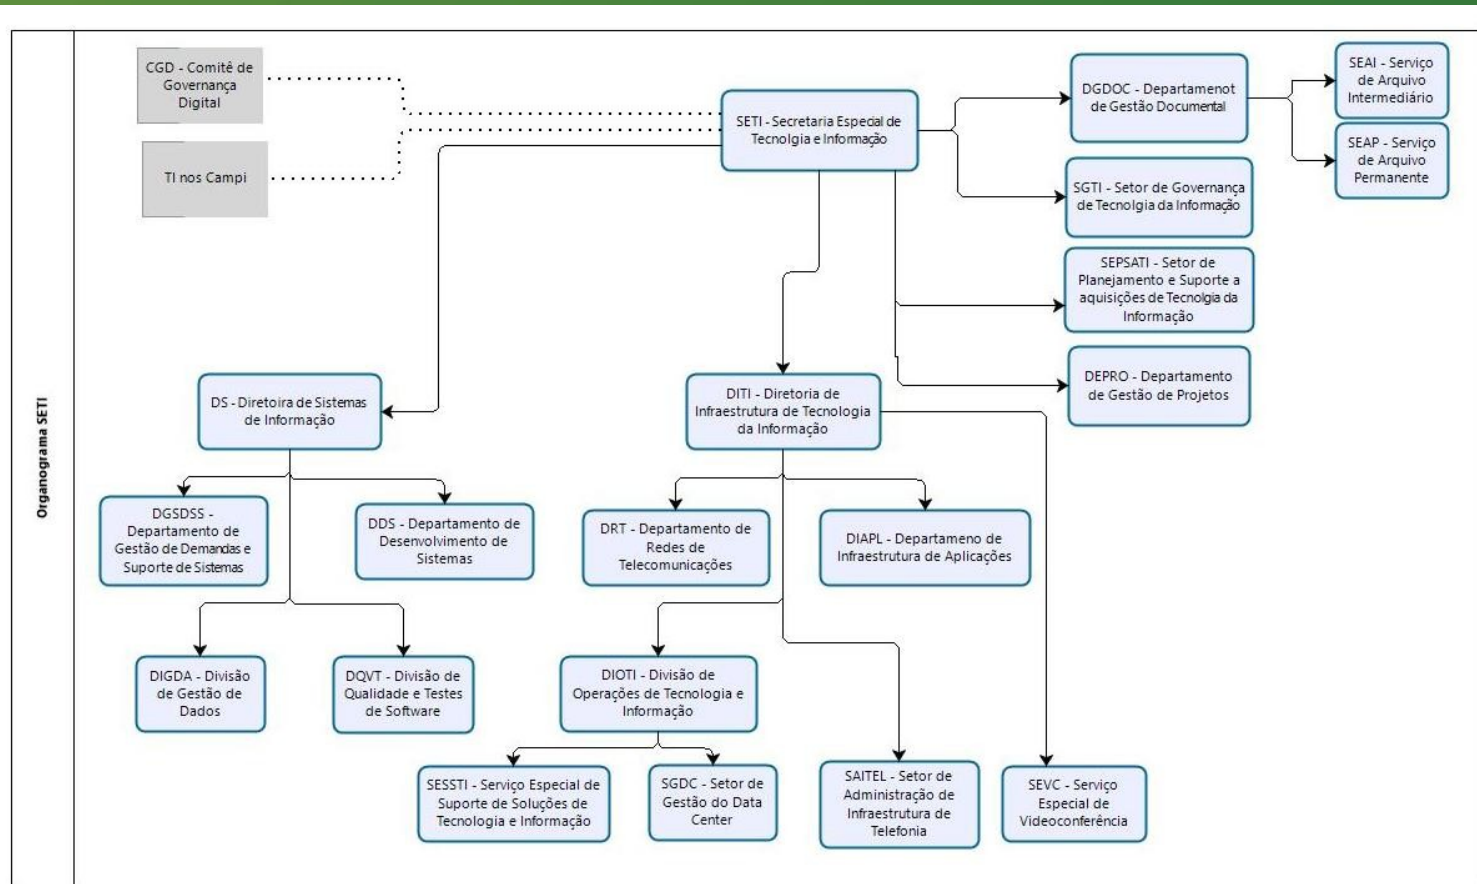 Organograma SETI
CGD - Comitê de
Governança
Digital
TI nos Campi
SETI - Secretaria Especial de
Tecnolgia e Informação
DGDOC - Departamenot
de Gestão Documental
SEAI - Serviço
de Arquivo
Intermediário
SEAP - Serviço
de Arquivo
Permanente
SGTI - Setor de Governança
de Tecnolgia da Informação
SEPSATI - Setor de
Planejamento e Suporte a
aquisições de Tecnolgia da
Informação
DEPRO - Departamento
de Gestão de Projetos
DS - Diretoira de Sistemas
de Informação
DITI - Diretoria de
Infraestrutura de Tecnologia
da Informação
DGSDSS -
Departamento de
Gestão de Demandas e
Suporte de Sistemas
DDS - Departamento de
Desenvolvimento de
Sistemas
DRT - Departamento de
Redes de
Telecomunicações
DIAPL - Departameno de
Infraestrutura de Aplicações
DIGDA - Divisão
de Gestão de
Dados
DQVT - Divisão de
Qualidade e Testes
de Software
DIOTI - Divisão de
Operações de Tecnologia e
Informação
SESSTI - Serviço Especial de
Suporte de Soluções de
Tecnologia e Informação
SGDC - Setor de
Gestão do Data
Center
SAITEL - Setor de
Administração de
Infraestrutura de
Telefonia
SEVC - Serviço
Especial de
Videoconferência